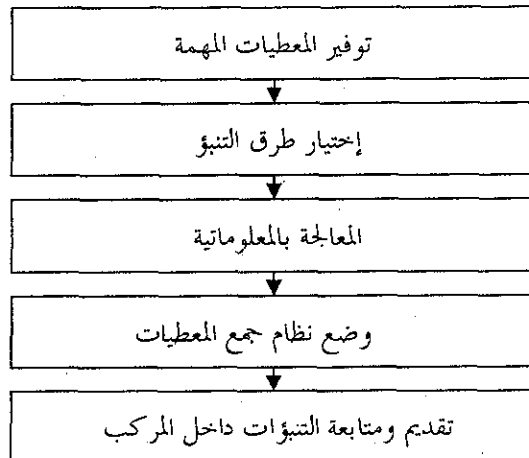 توفير المعطيات المهمة
إختيار طرق التنبؤ
المعالجة بالمعلوماتية
وضع نظام جمع المعطيات
تقديم ومتابعة التنبؤات داخل المركب